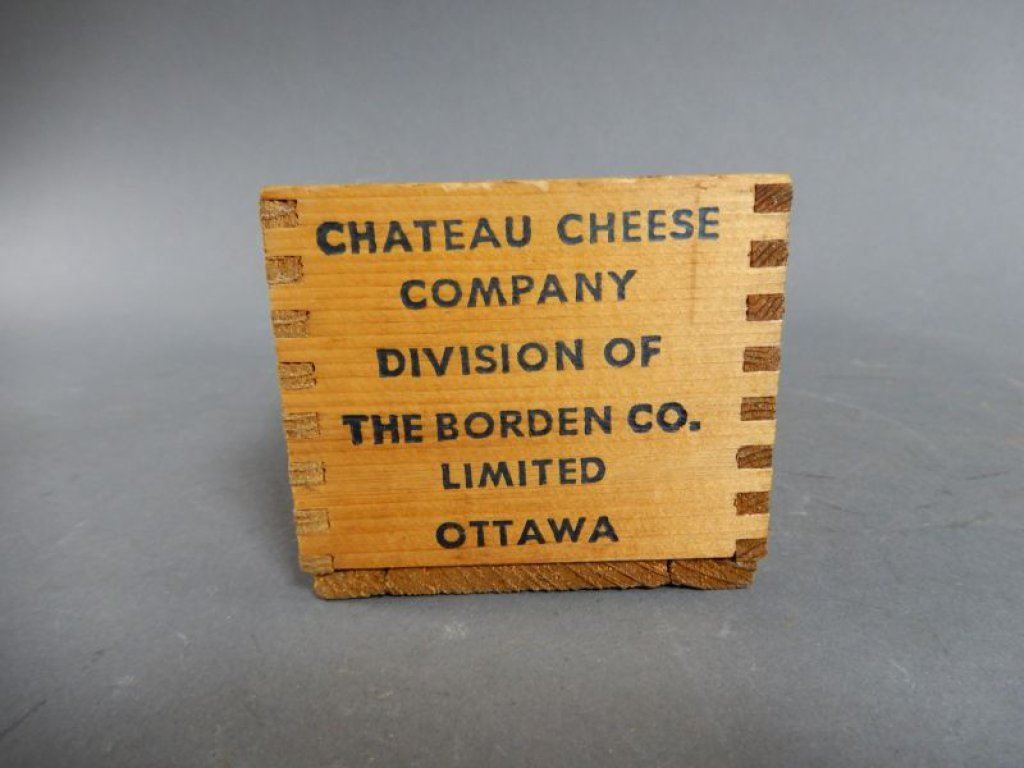 CHATEAU CHEESE
COMPANY
DIVISION OF
THE BORDEN CO.
LIMITED
OTTAWA